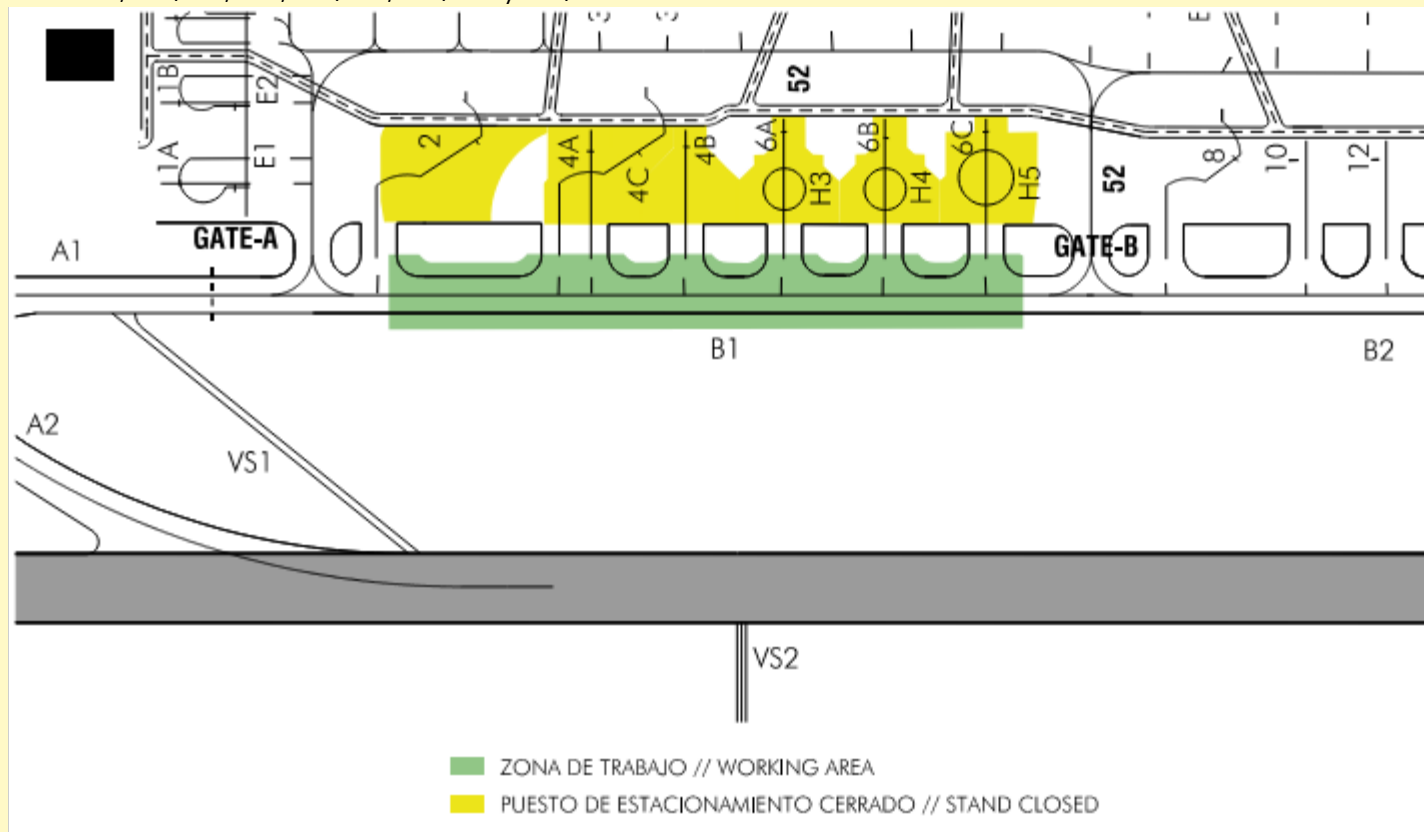 52
1B
E2
2
4A
4C
4B
6A
6B
6C
H3
H4
H5
1A
E1
52
8
10
12
GATE-A
GATE-B
A1
B1
B2
A2
VS1
VS2
ZONA DE TRABAJO // WORKING AREA
PUESTO DE ESTACIONAMIENTO CERRADO // STAND CLOSED